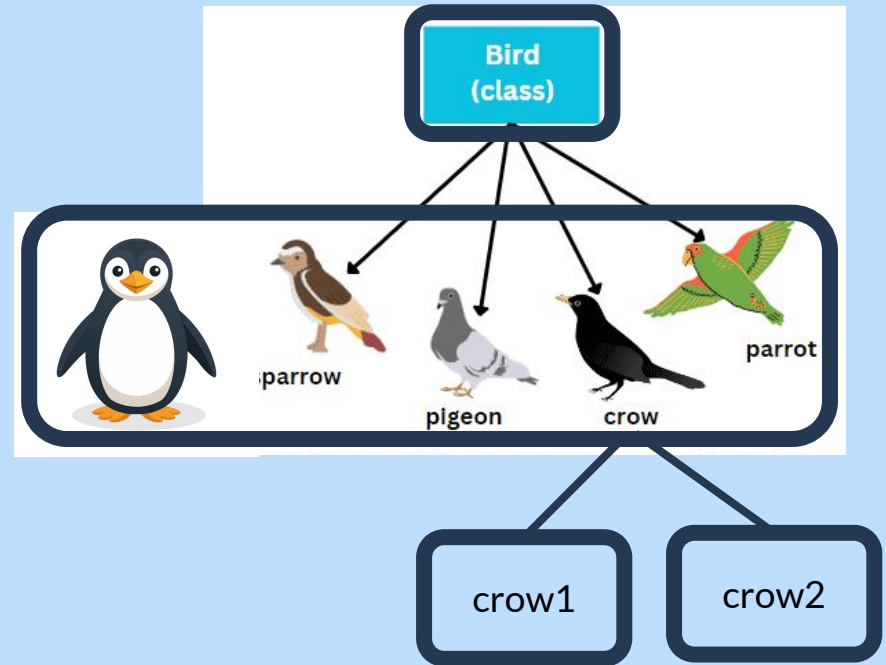 Bird
(class)
sparrow
pigeon
crow
parrot
crow1
crow2